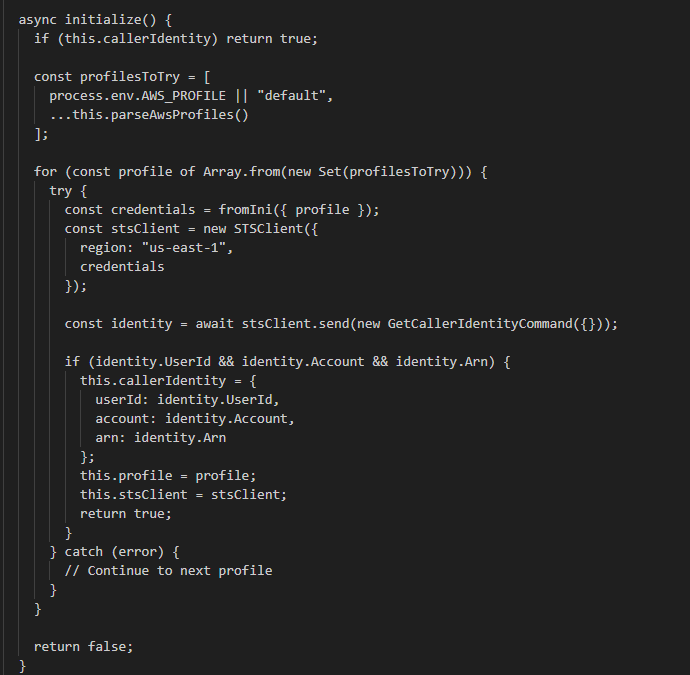 async initialize() {
if (this.callerIdentity) return true;
const profilesToTry = [
process.env.AWS_PROFILE || "default",
...this.parseAwsProfiles()
];
for (const profile of Array.from(new Set(profilesToTry))) {
try {
const credentials = fromIni({ profile });
const stsClient = new STSClient({
region: "us-east-1",
credentials
});
const identity = await stsClient.send(new GetCallerIdentityCommand({}));
if (identity.UserId && identity.Account && identity.Arn) {
this.callerIdentity = {
userId: identity.UserId,
account: identity.Account,
arn: identity.Arn
};
this.profile = profile;
this.stsClient = stsClient;
return true;
}
} catch (error) {
// Continue to next profile
}
}
return false;
}